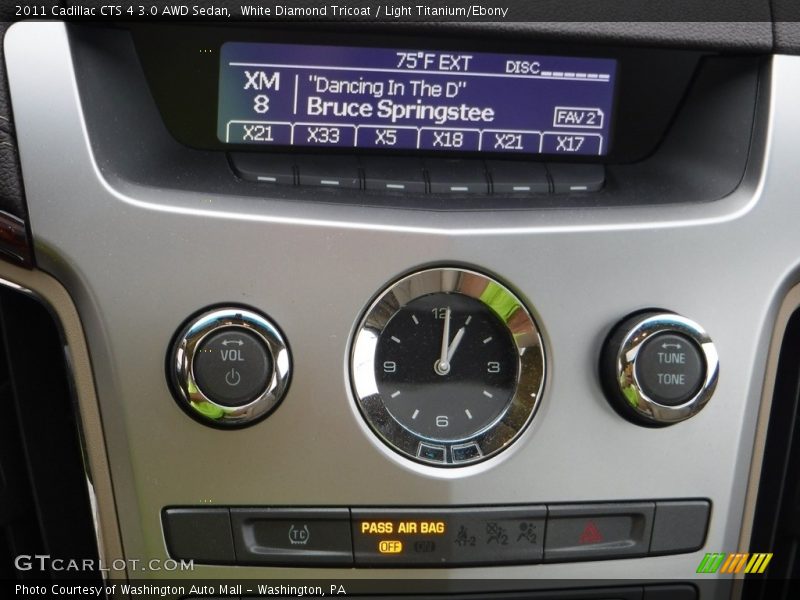 2011 Cadillac CTS 4 3.0 AWD Sedan, White Diamond Tricoat / Light Titanium/Ebony
75°F EXT DISC
XM "Dancing In The D"
8 Bruce Springstee FAV 2
X21 X33 X5 X18 X21 X17
12
9 3
6
VOL
TUNE
TONE
TC
PASS AIR BAG
OFF ON
GTCARLOT.COM
Photo Courtesy of Washington Auto Mall - Washington, PA